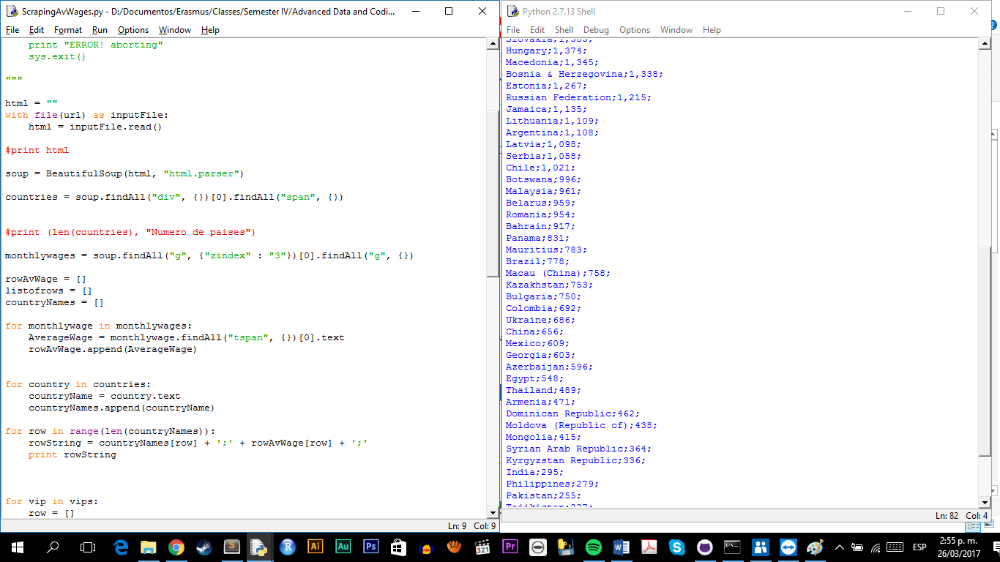 ScrapingAvWages.py - D:/Documentos/Erasmus/Classes/Semester IV/Advanced Data and Codi...
File Edit Format Run Options Window Help
print "ERROR! aborting"
sys.exit()
"""
html = ""
with file(url) as inputFile:
html = inputFile.read()
#print html
soup = BeautifulSoup(html, "html.parser")
countries = soup.findAll("div", {})[0].findAll("span", {})
#print (len(countries), "Numero de paises")
monthlywages = soup.findAll("g", {"zindex" : "3"})[0].findAll("g", {})
rowAvWage = []
listofrows = []
countryNames = []
for monthlywage in monthlywages:
AverageWage = monthlywage.findAll("tspan", {})[0].text
rowAvWage.append(AverageWage)
for country in countries:
countryName = country.text
countryNames.append(countryName)
for row in range(len(countryNames)):
rowString = countryNames[row] + ';' + rowAvWage[row] + ';'
print rowString
for vip in vips:
row = []
Ln: 9 Col: 9
Python 2.7.13 Shell
File Edit Shell Debug Options Window Help
Slovakia;1,385;
Hungary;1,374;
Macedonia;1,345;
Bosnia & Herzegovina;1,338;
Estonia;1,267;
Russian Federation;1,215;
Jamaica;1,135;
Lithuania;1,109;
Argentina;1,108;
Latvia;1,098;
Serbia;1,058;
Chile;1,021;
Botswana;996;
Malaysia;961;
Belarus;959;
Romania;954;
Bahrain;917;
Panama;831;
Mauritius;783;
Brazil;778;
Macau (China);758;
Kazakhstan;753;
Bulgaria;750;
Colombia;692;
Ukraine;686;
China;656;
Mexico;609;
Georgia;603;
Azerbaijan;596;
Egypt;548;
Thailand;489;
Armenia;471;
Dominican Republic;462;
Moldova (Republic of);438;
Mongolia;415;
Syrian Arab Republic;364;
Kyrgyzstan Republic;336;
India;295;
Philippines;279;
Pakistan;255;
Tajikistan;227;
Ln: 82 Col: 4
Ai Au Ps 321 Pr ESP
2:55 p. m.
26/03/2017